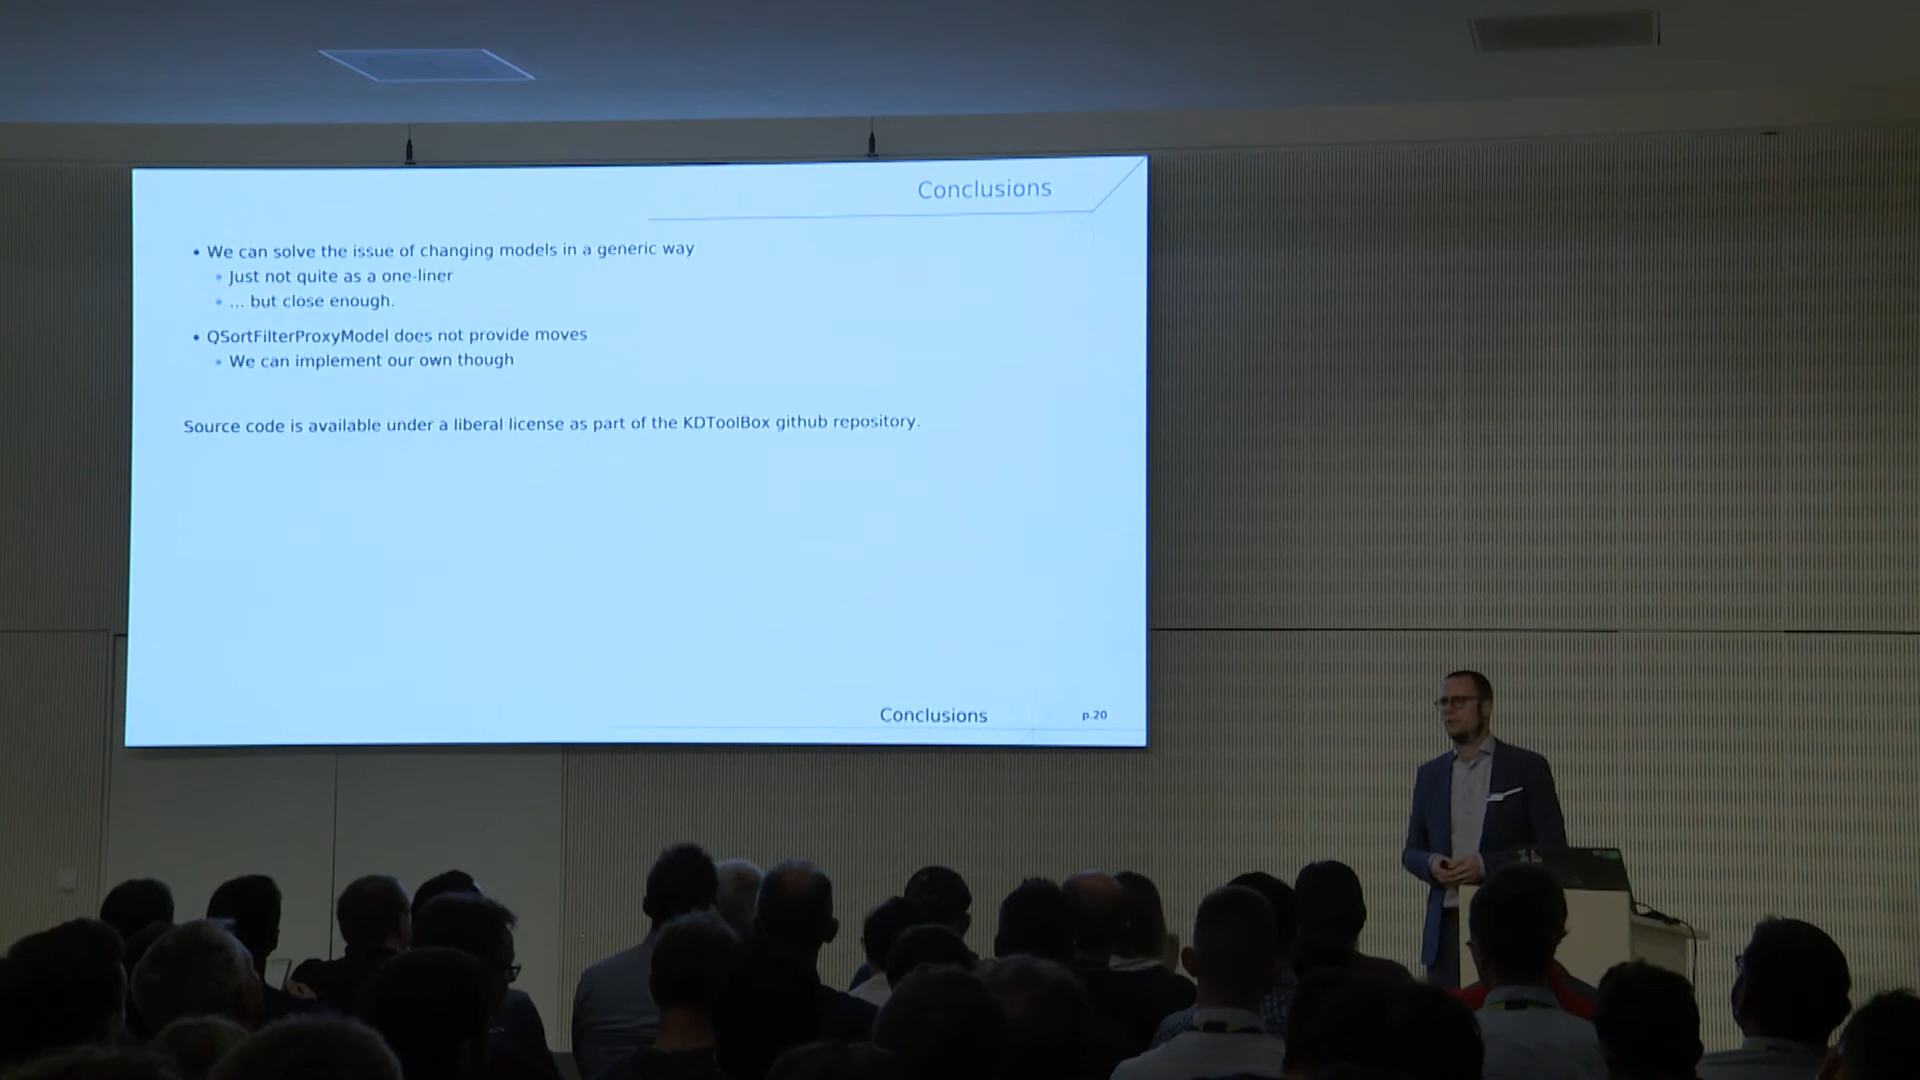 Conclusions
• We can solve the issue of changing models in a generic way
• Just not quite as a one-liner
• ... but close enough.
• QSortFilterProxyModel does not provide moves
• We can implement our own though
Source code is available under a liberal license as part of the KDToolBox github repository.
Conclusions
p.20